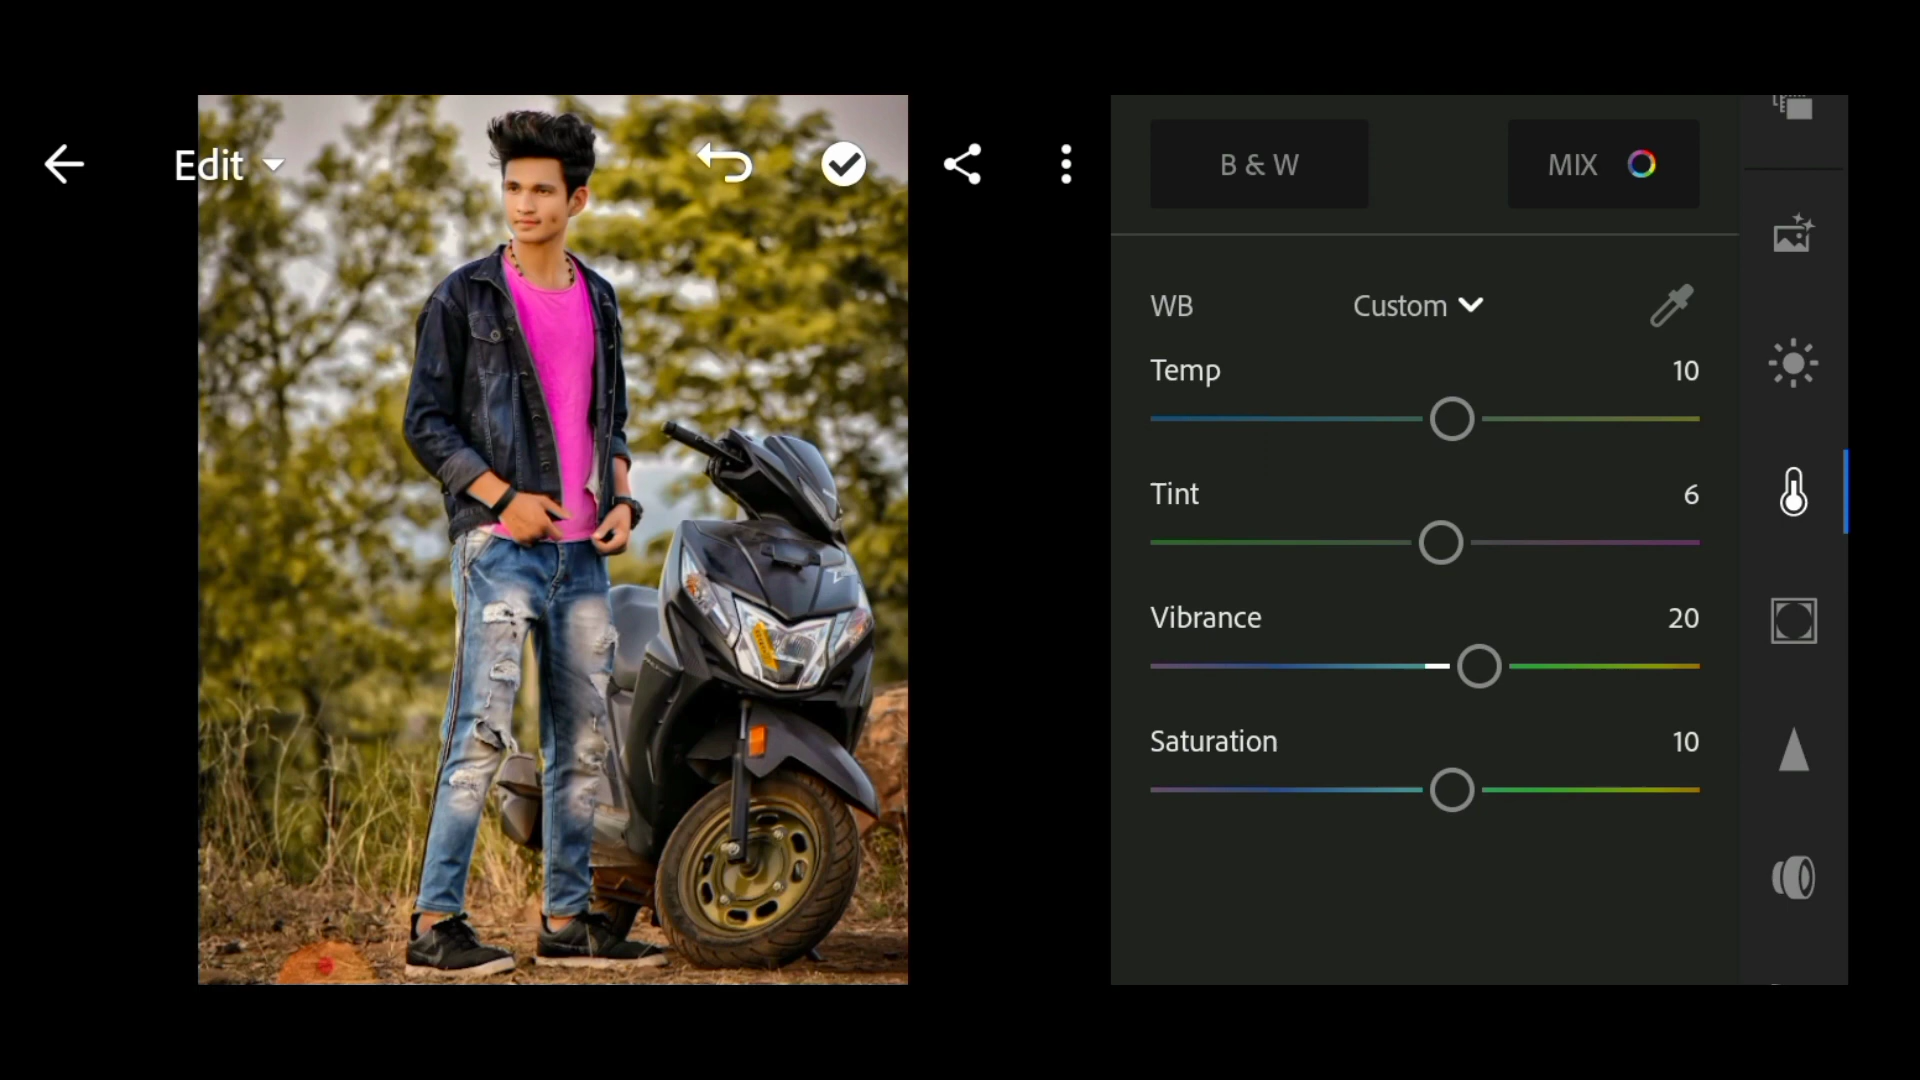 Edit
B & W
MIX
WB
Custom
Temp
10
Tint
6
Vibrance
20
Saturation
10